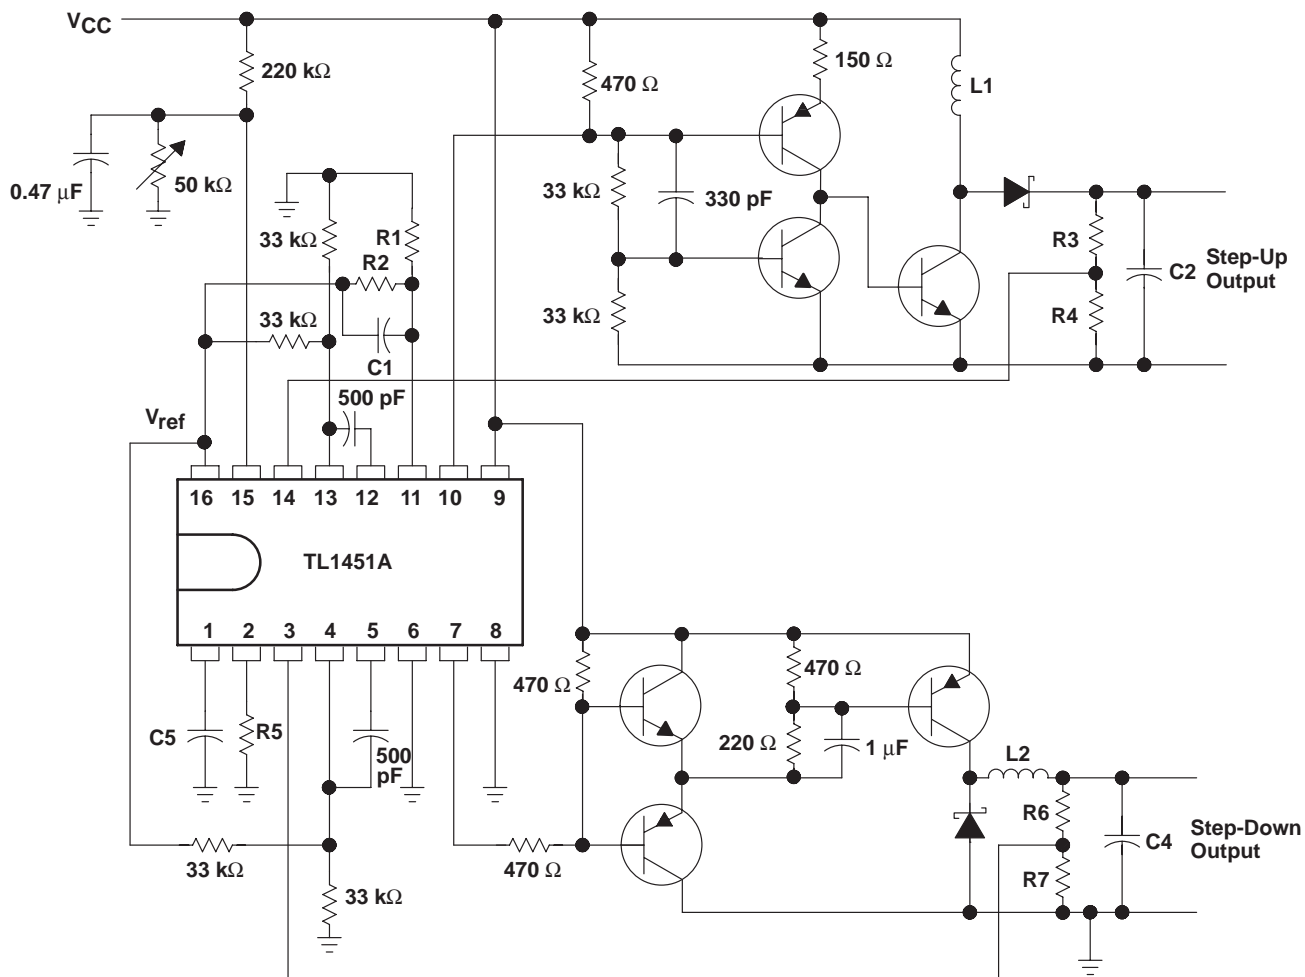 VCC
220 kΩ
470 Ω
150 Ω
L1
0.47 μF
50 kΩ
33 kΩ
330 pF
33 kΩ
R1
R2
R3
C2
Step-Up
Output
33 kΩ
33 kΩ
R4
C1
500 pF
Vref
16
15
14
13
12
11
10
9
TL1451A
1
2
3
4
5
6
7
8
470 Ω
470 Ω
C5
R5
500
pF
220 Ω
1 μF
L2
R6
C4
Step-Down
Output
R7
33 kΩ
470 Ω
33 kΩ